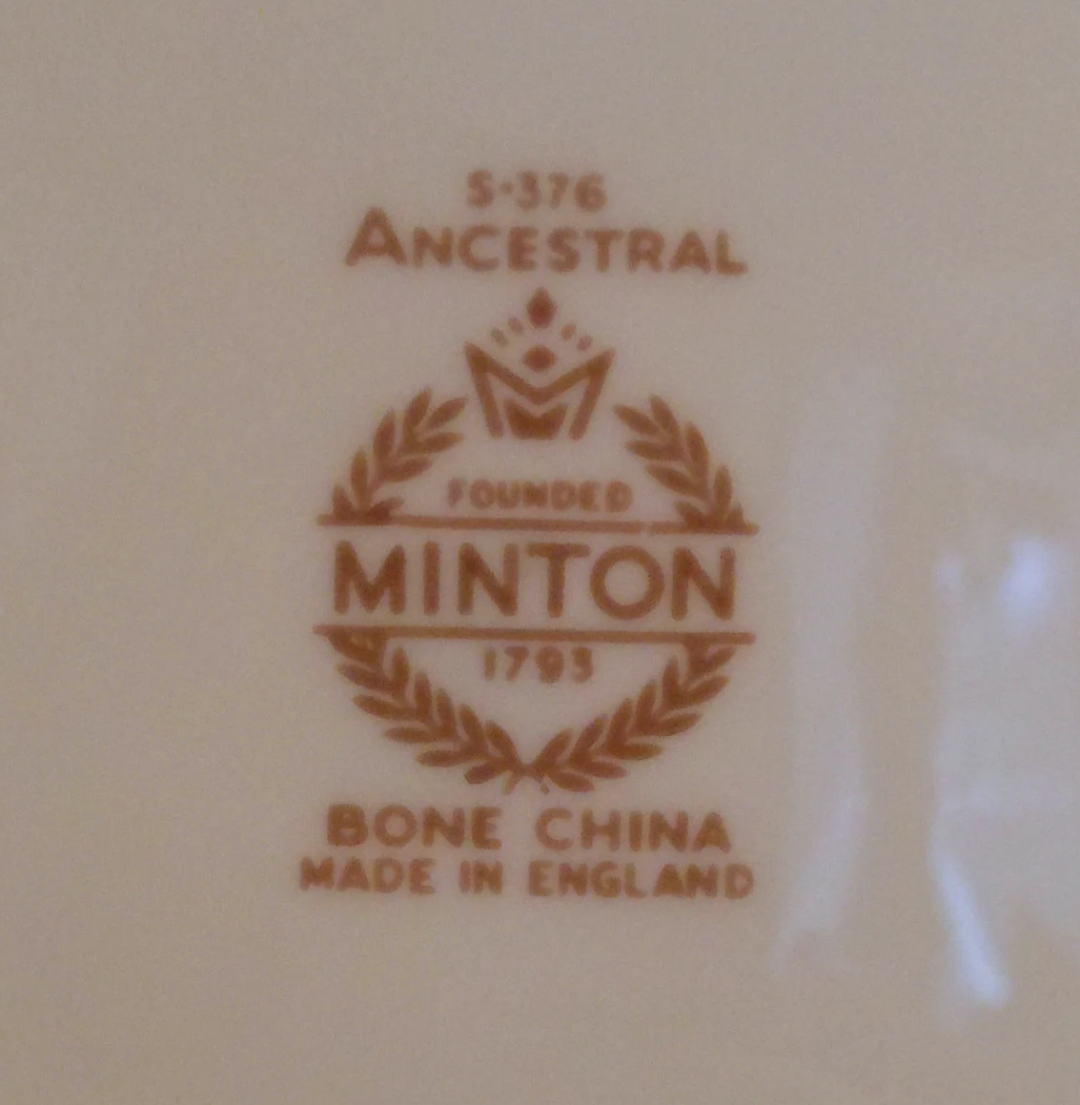 S-376
ANCESTRAL
FOUNDED
MINTON
1793
BONE CHINA
MADE IN ENGLAND